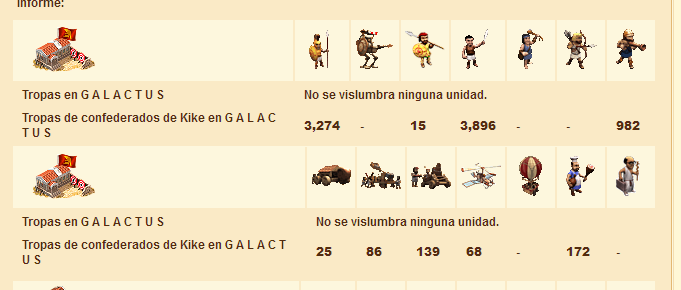 Informe:
Tropas en G A L A C T U S
No se vislumbra ninguna unidad.
Tropas de confederados de Kike en G A L A C
T U S
3,274 - 15 3,896 - - 982
Tropas en G A L A C T U S
No se vislumbra ninguna unidad.
Tropas de confederados de Kike en G A L A C T
U S
25 86 139 68 - 172 -